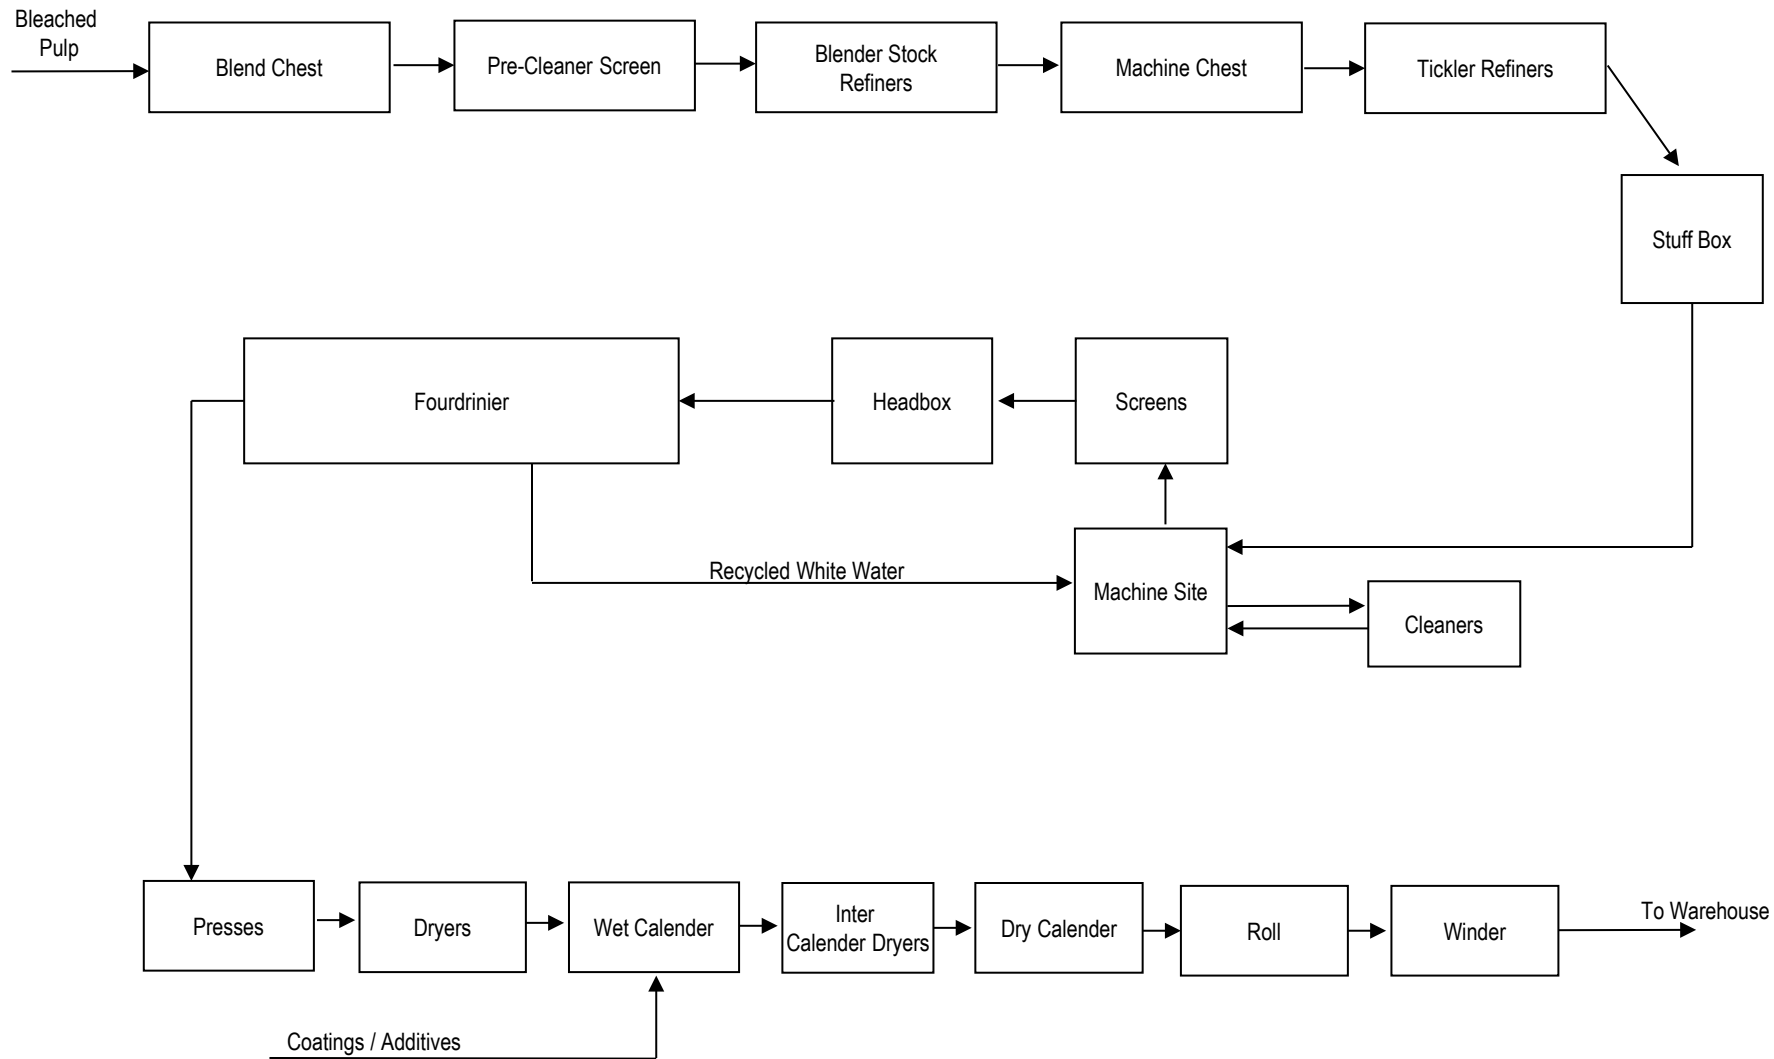 Bleached
Pulp
Blend Chest
Pre-Cleaner Screen
Blender Stock
Refiners
Machine Chest
Tickler Refiners
Stuff Box
Fourdrinier
Headbox
Screens
Recycled White Water
Machine Site
Cleaners
Presses
Dryers
Wet Calender
Inter
Calender Dryers
Dry Calender
Roll
Winder
To Warehouse
Coatings / Additives